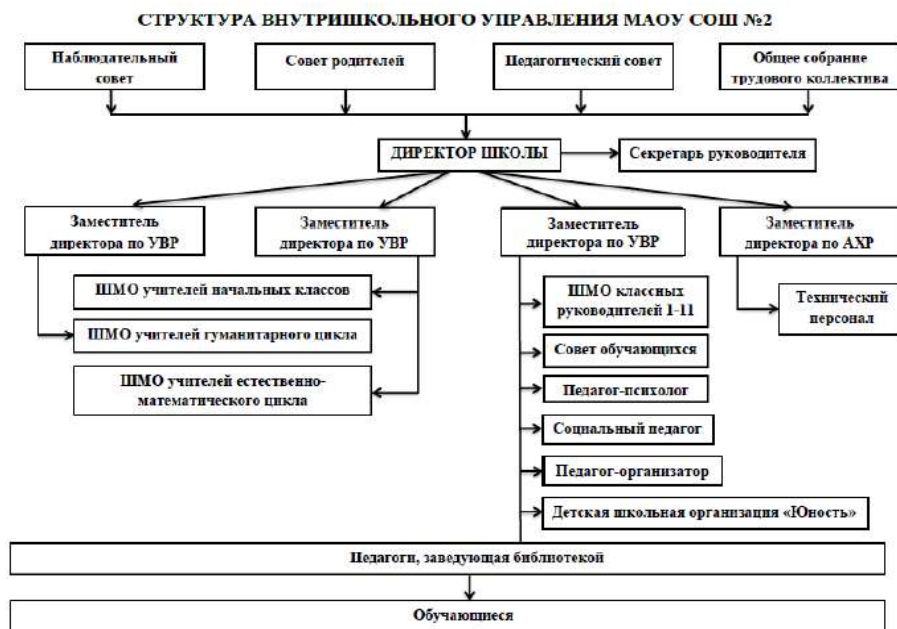 СТРУКТУРА ВНУТРИШКОЛЬНОГО УПРАВЛЕНИЯ МАОУ СОШ №2
Наблюдательный
совет
Совет родителей
Педагогический совет
Общее собрание
трудового коллектива
ДИРЕКТОР ШКОЛЫ
Секретарь руководителя
Заместитель
директора по УВР
Заместитель
директора по УВР
Заместитель
директора по УВР
Заместитель
директора по АХР
ШМО учителей начальных классов
ШМО учителей гуманитарного цикла
ШМО учителей естественно-
математического цикла
ШМО классных
руководителей 1-11
Совет обучающихся
Педагог-психолог
Социальный педагог
Педагог-организатор
Детская школьная организация «Юность»
Технический
персонал
Педагоги, заведующая библиотекой
Обучающиеся